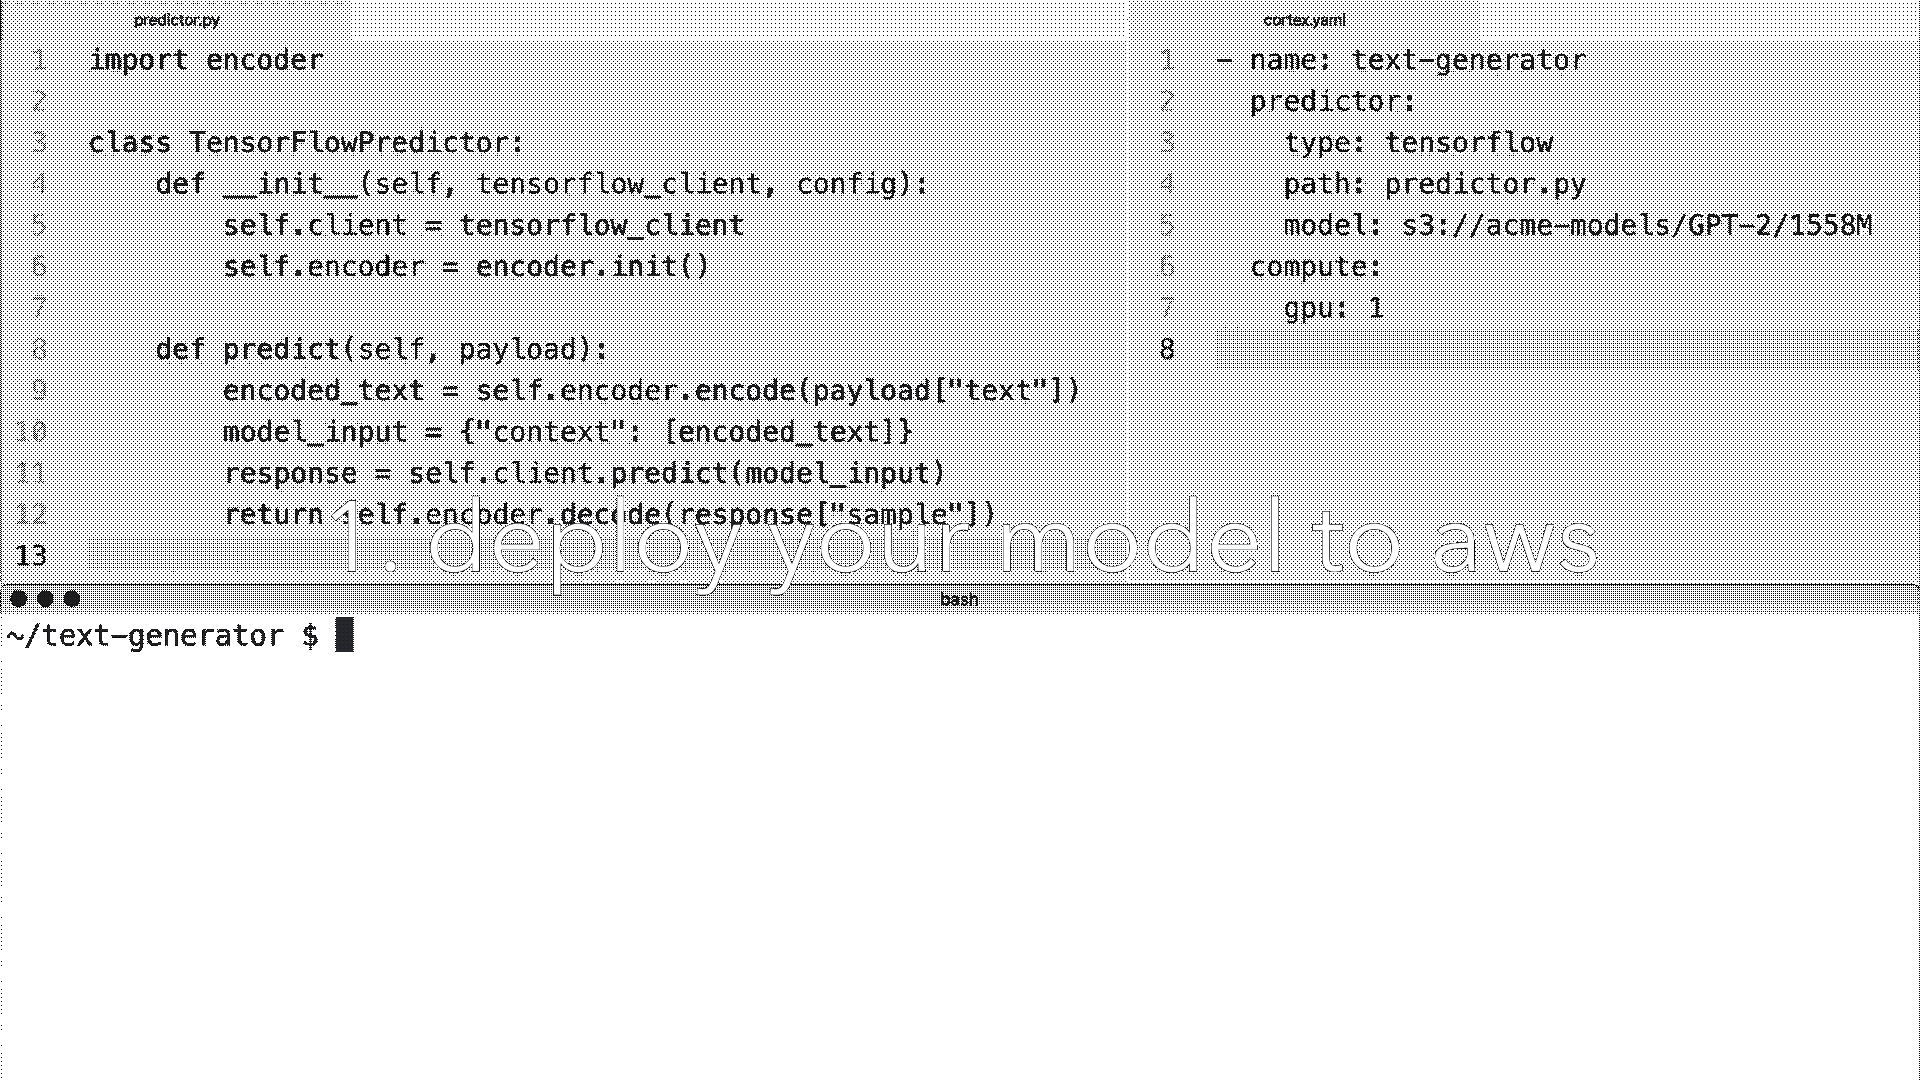 predictor.py
1 import encoder
2
3 class TensorFlowPredictor:
4     def __init__(self, tensorflow_client, config):
5         self.client = tensorflow_client
6         self.encoder = encoder.init()
7
8     def predict(self, payload):
9         encoded_text = self.encoder.encode(payload["text"])
10         model_input = {"context": [encoded_text]}
11         response = self.client.predict(model_input)
12         return self.encoder.decode(response["sample"])
13
cortex.yaml
1 - name: text-generator
2   predictor:
3     type: tensorflow
4     path: predictor.py
5     model: s3://acme-models/GPT-2/1558M
6   compute:
7     gpu: 1
8
1. deploy your model to aws
bash
~/text-generator $